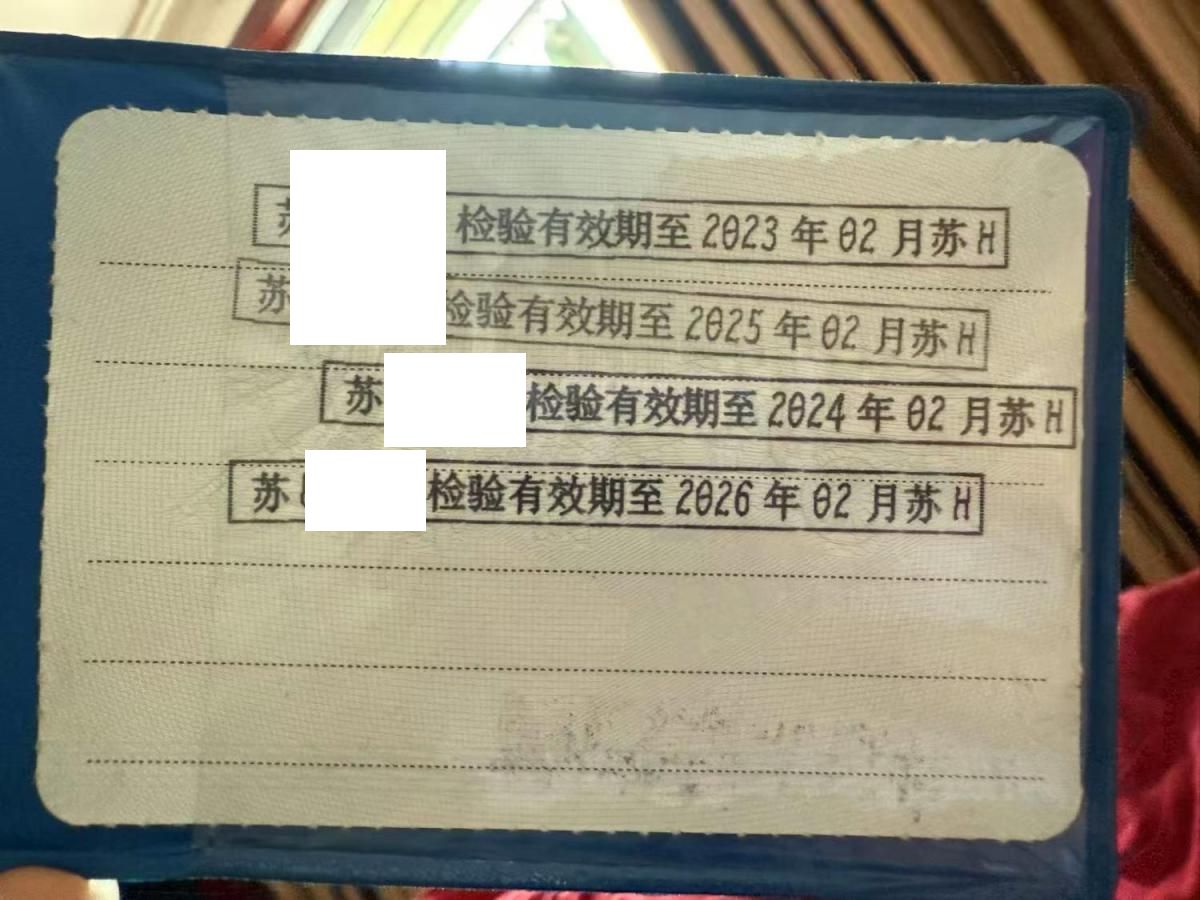 苏 检验有效期至 2023 年 02 月苏 H
苏 检验有效期至 2025 年 02 月苏 H
苏 检验有效期至 2024 年 02 月苏 H
苏 检验有效期至 2026 年 02 月苏 H